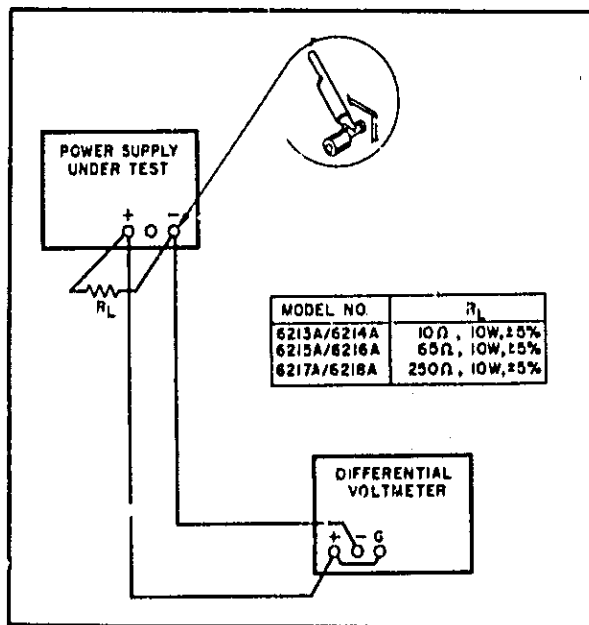 POWER SUPPLY
UNDER TEST
+ -
R_L
MODEL NO. R_L
6213A/6214A 10Ω, 10W, ±5%
6215A/6216A 65Ω, 10W, ±5%
6217A/6218A 250Ω, 10W, ±5%
DIFFERENTIAL
VOLTMETER
+ - G